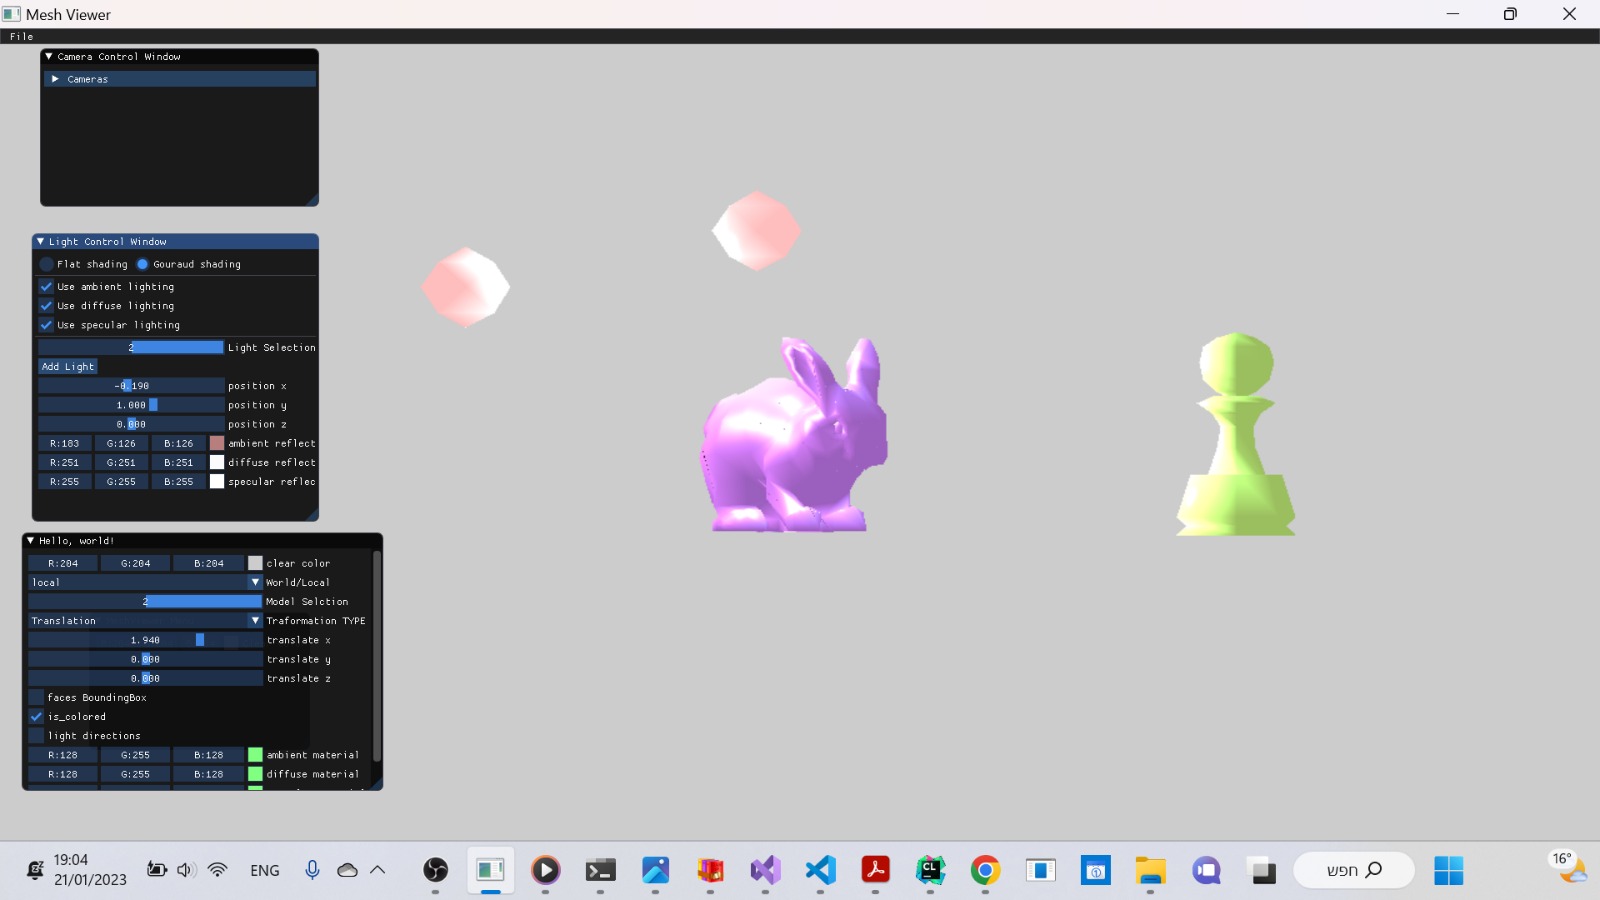 Mesh Viewer
File
Camera Control Window
Cameras
Light Control Window
Flat shading Gouraud shading
Use ambient lighting
Use diffuse lighting
Use specular lighting
2 Light Selection
Add Light
-0.190 position x
1.000 position y
0.000 position z
R:183 G:126 B:126 ambient reflect
R:251 G:251 B:251 diffuse reflect
R:255 G:255 B:255 specular reflec
Hello, world!
R:204 G:204 B:204 clear color
local World/Local
2 Model Selction
Translation Traformation TYPE
1.940 translate x
0.000 translate y
0.000 translate z
faces BoundingBox
is_colored
light directions
R:128 G:255 B:128 ambient material
R:128 G:255 B:128 diffuse material
19:04
21/01/2023
ENG
CL
חפש
16°